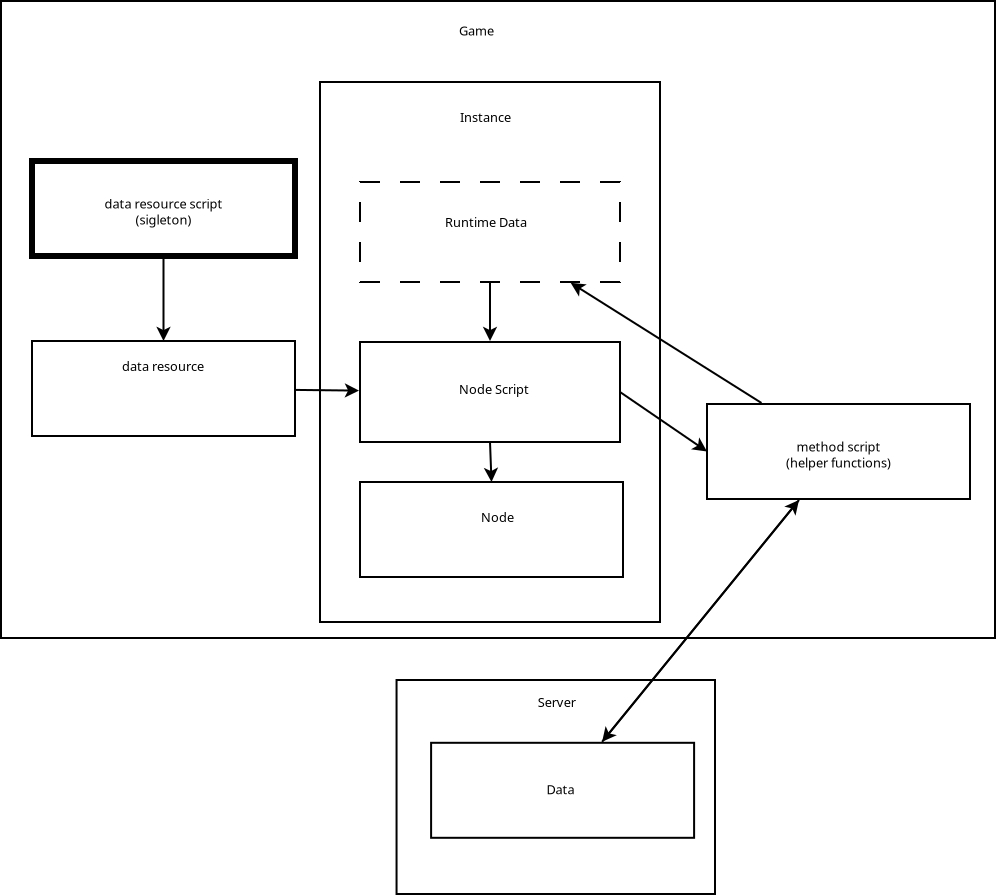 Game
Instance
data resource script
(sigleton)
Runtime Data
data resource
Node Script
method script
(helper functions)
Node
Server
Data